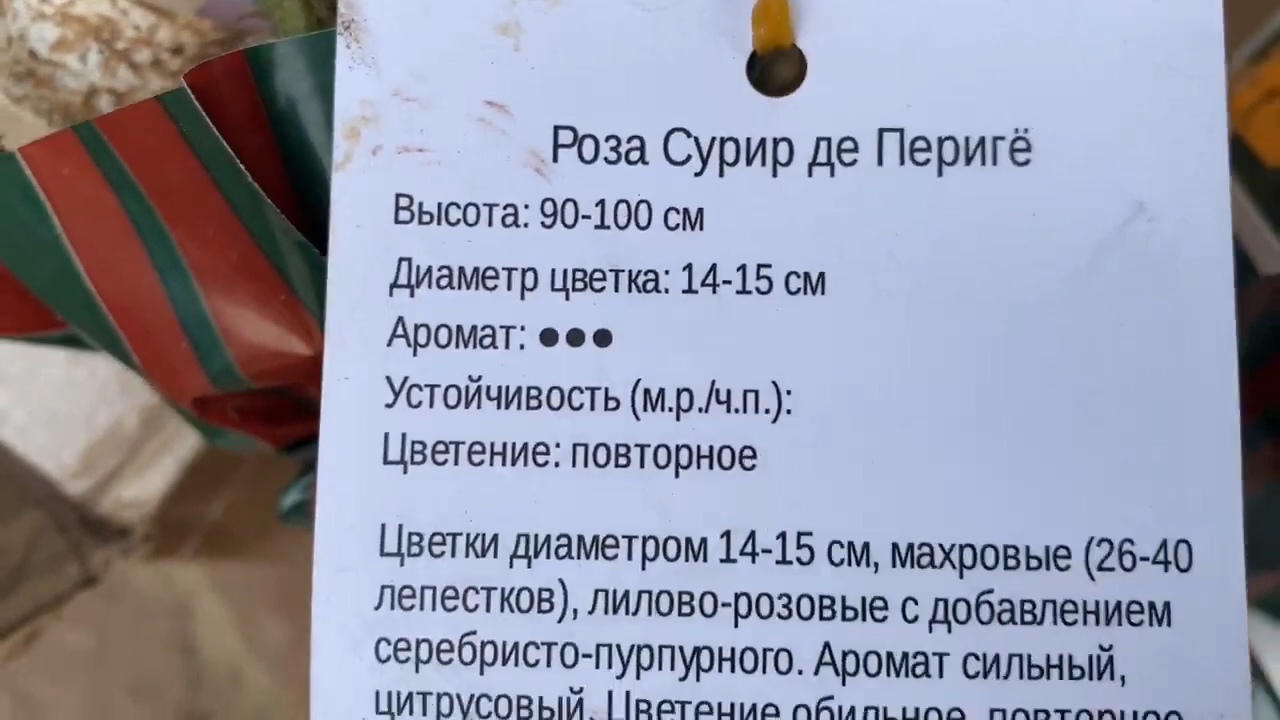 Роза Сурир де Перигё
Высота: 90-100 см
Диаметр цветка: 14-15 см
Аромат: ●●●
Устойчивость (м.р./ч.п.):
Цветение: повторное
Цветки диаметром 14-15 см, махровые (26-40
лепестков), лилово-розовые с добавлением
серебристо-пурпурного. Аромат сильный,
цитрусовый. Цветение обильное, повторное